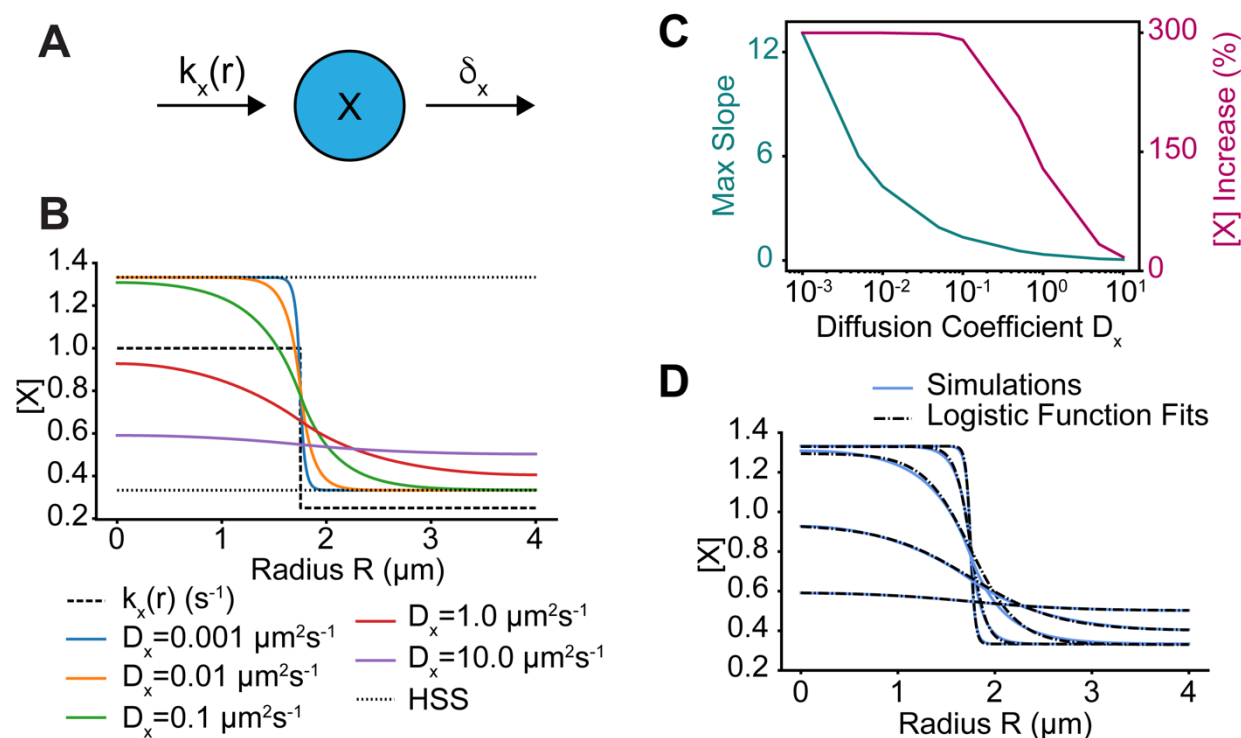 A
k_x(r)
X
δ_x
B
1.4
1.2
1.0
0.8
0.6
0.4
0.2
[X]
0 1 2 3 4
Radius R (µm)
k_x(r) (s⁻¹)
D_x=0.001 µm²s⁻¹
D_x=0.01 µm²s⁻¹
D_x=0.1 µm²s⁻¹
D_x=1.0 µm²s⁻¹
D_x=10.0 µm²s⁻¹
HSS
C
12
6
0
Max Slope
300
150
0
[X] Increase (%)
10⁻³ 10⁻² 10⁻¹ 10⁰ 10¹
Diffusion Coefficient D_x
D
Simulations
Logistic Function Fits
1.4
1.2
1.0
0.8
0.6
0.4
0.2
[X]
0 1 2 3 4
Radius R (µm)